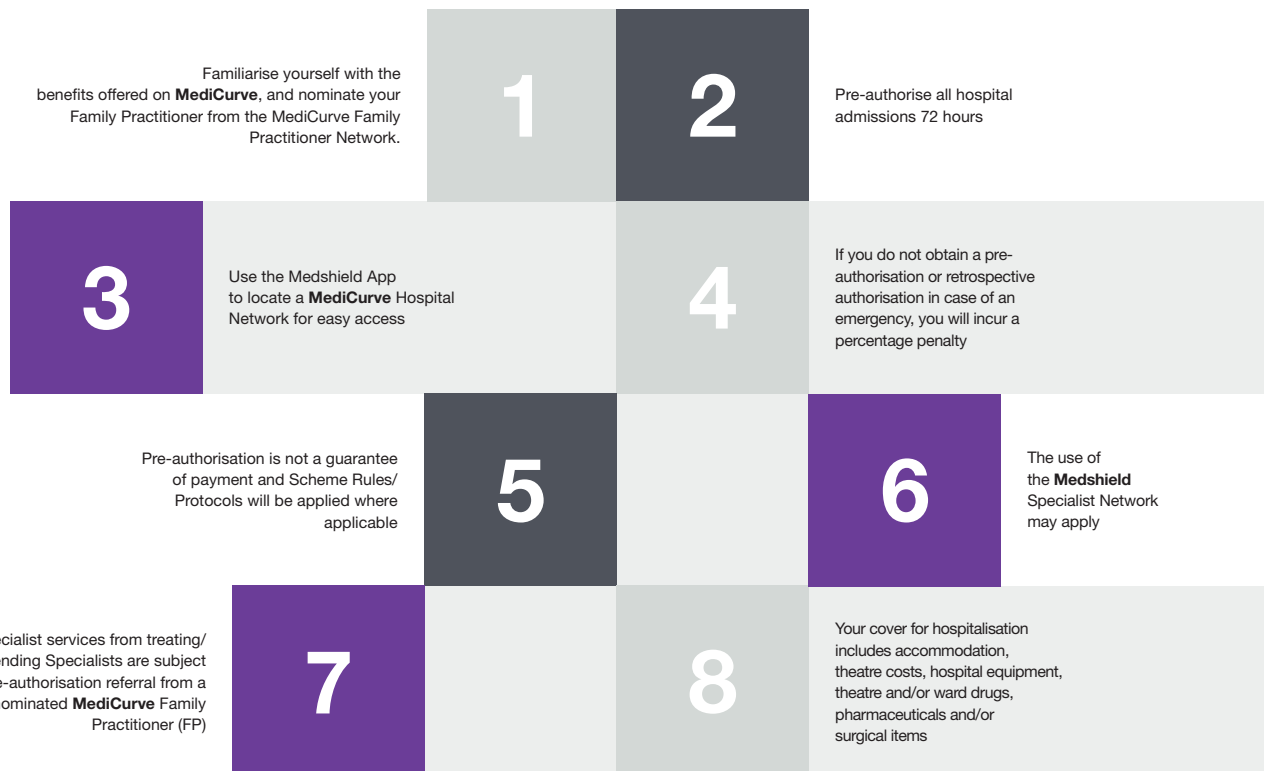 1
Familiarise yourself with the
benefits offered on MediCurve, and nominate your
Family Practitioner from the MediCurve Family
Practitioner Network.
2
Pre-authorise all hospital
admissions 72 hours
3
Use the Medshield App
to locate a MediCurve Hospital
Network for easy access
4
If you do not obtain a pre-
authorisation or retrospective
authorisation in case of an
emergency, you will incur a
percentage penalty
5
Pre-authorisation is not a guarantee
of payment and Scheme Rules/
Protocols will be applied where
applicable
6
The use of
the Medshield
Specialist Network
may apply
7
services from treating/
Specialists are subject
referral from a
MediCurve Family
Practitioner (FP)
8
Your cover for hospitalisation
includes accommodation,
theatre costs, hospital equipment,
theatre and/or ward drugs,
pharmaceuticals and/or
surgical items